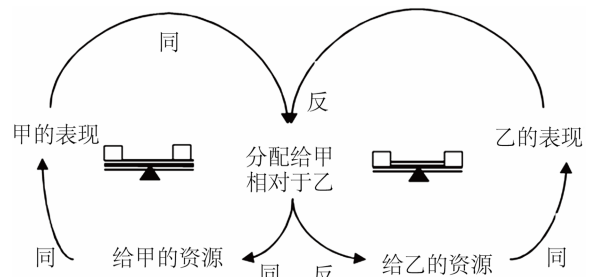 同
反
甲的表现
分配给甲
相对于乙
乙的表现
同
给甲的资源
同
反
给乙的资源
同